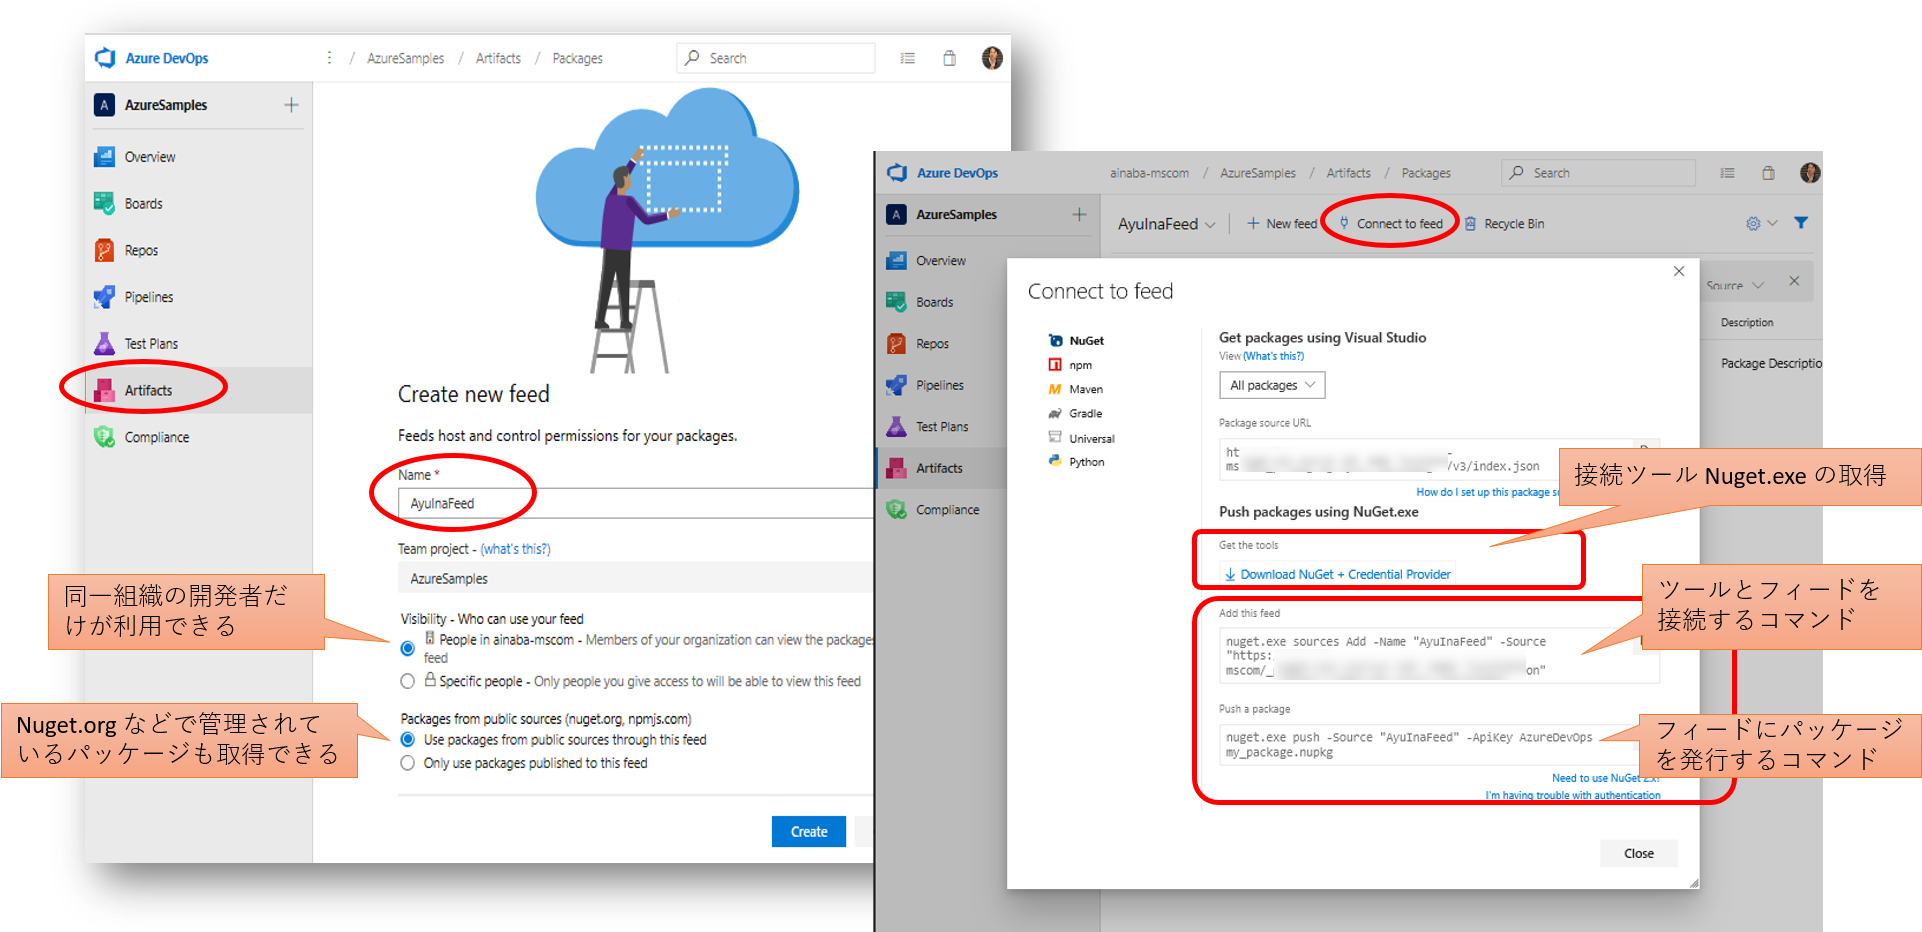 Azure DevOps
/ AzureSamples / Artifacts / Packages
Search
A AzureSamples +
Overview
Boards
Repos
Pipelines
Test Plans
Artifacts
Compliance
Create new feed
Feeds host and control permissions for your packages.
Name *
AyuInaFeed
Team project - (what's this?)
AzureSamples
Visibility - Who can use your feed
People in ainaba-mscom - Members of your organization can view the packages
feed
Specific people - Only people you give access to will be able to view this feed
Packages from public sources (nuget.org, npmjs.com)
Use packages from public sources through this feed
Only use packages published to this feed
Create
同一組織の開発者だ
けが利用できる
Nuget.org などで管理されて
いるパッケージも取得できる
Azure DevOps
ainaba-mscom / AzureSamples / Artifacts / Packages
Search
A AzureSamples +
Overview
Boards
Repos
Pipelines
Test Plans
Artifacts
Compliance
AyuInaFeed
+ New feed
Connect to feed
Recycle Bin
Source
Description
Package Descriptio
Connect to feed
NuGet
npm
Maven
Gradle
Universal
Python
Get packages using Visual Studio
View (What's this?)
All packages
Package source URL
ht
ms
/v3/index.json
How do I set up this package s
Push packages using NuGet.exe
Get the tools
Download NuGet + Credential Provider
Add this feed
nuget.exe sources Add -Name "AyuInaFeed" -Source
"https:
mscom/_
on"
Push a package
nuget.exe push -Source "AyuInaFeed" -ApiKey AzureDevOps
my_package.nupkg
Need to use NuGet 2.x?
I'm having trouble with authentication
Close
接続ツール Nuget.exe の取得
ツールとフィードを
接続するコマンド
フィードにパッケージ
を発行するコマンド